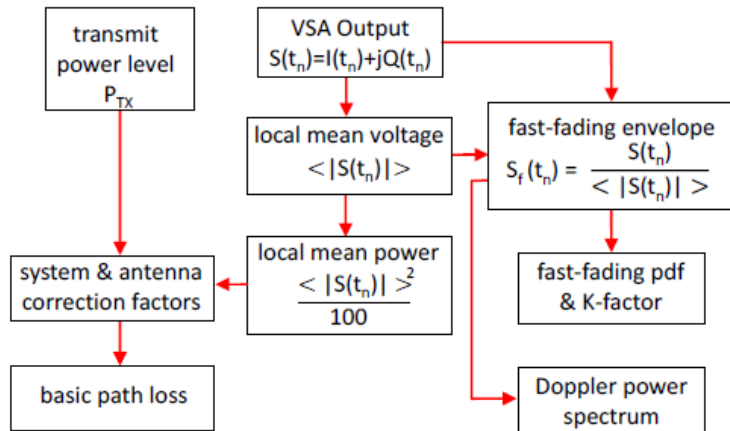 transmit
power level
P_TX
VSA Output
S(t_n)=I(t_n)+jQ(t_n)
local mean voltage
<|S(t_n)|>
fast-fading envelope
S_f (t_n) = S(t_n)
< |S(t_n)| >
local mean power
< |S(t_n)| >²
100
system & antenna
correction factors
fast-fading pdf
& K-factor
basic path loss
Doppler power
spectrum